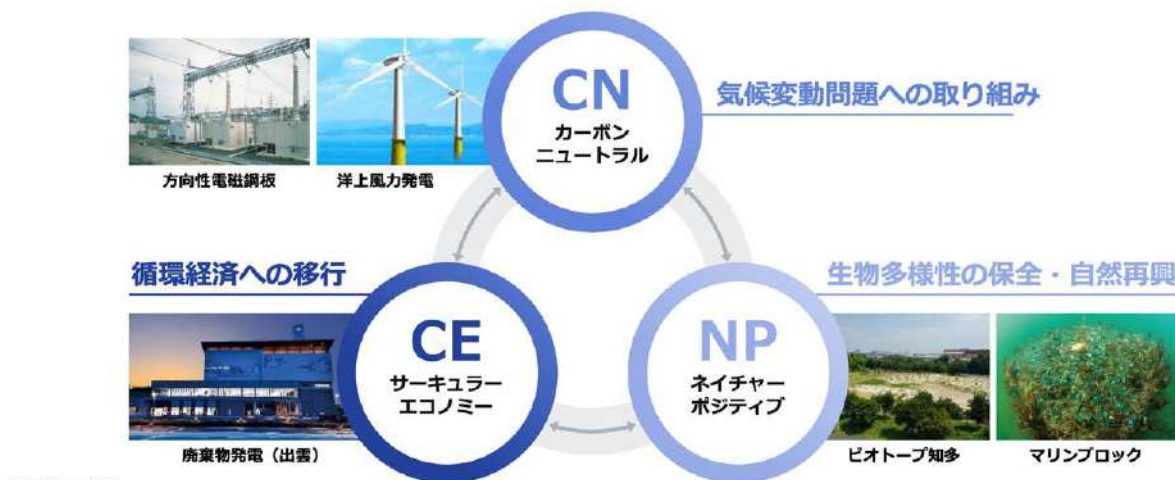 CN
カーボン
ニュートラル
気候変動問題への取り組み
方向性電磁鋼板
洋上風力発電
循環経済への移行
CE
サーキュラー
エコノミー
廃棄物発電（出雲）
生物多様性の保全・自然再興
NP
ネイチャー
ポジティブ
ビオトープ知多
マリンブロック